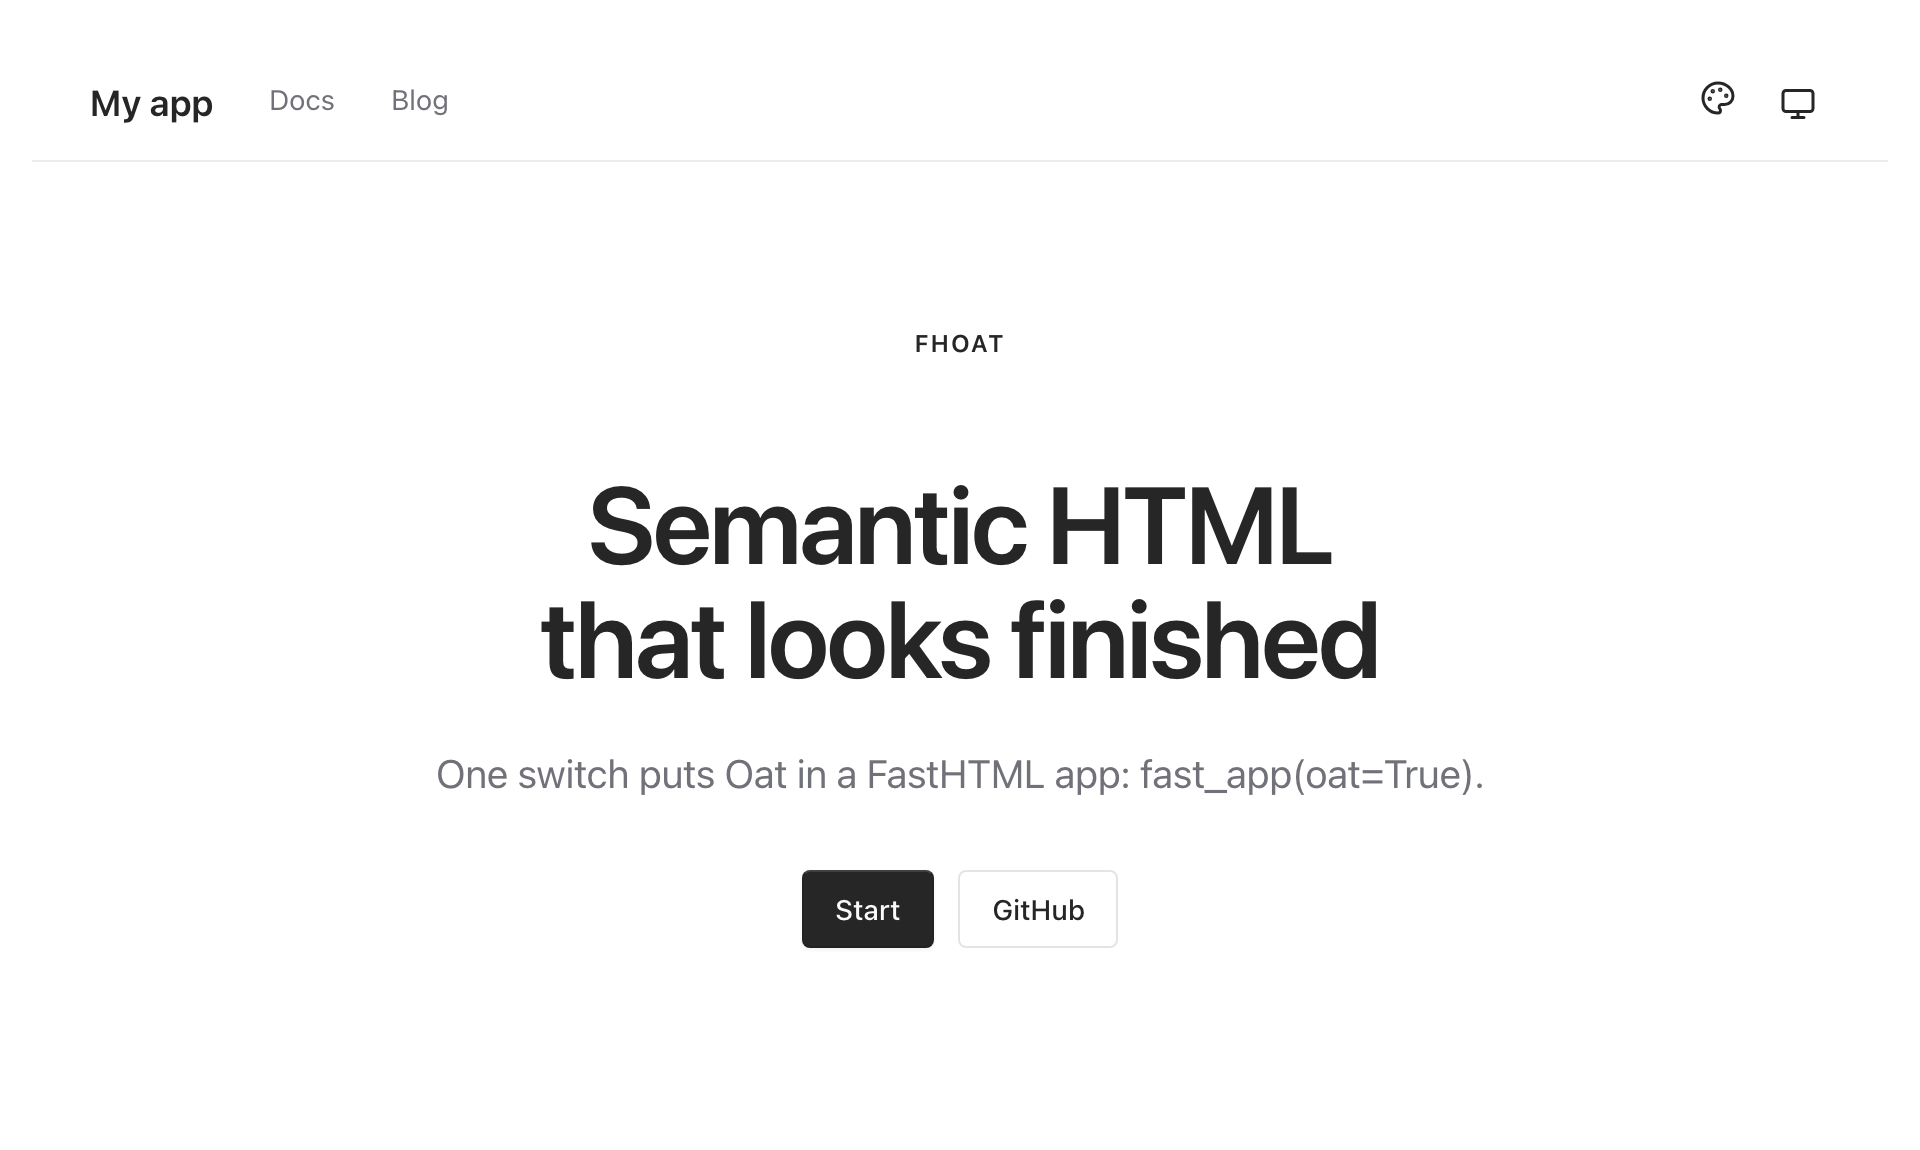 My app
Docs
Blog
FHOAT
Semantic HTML
that looks finished
One switch puts Oat in a FastHTML app: fast_app(oat=True).
Start
GitHub